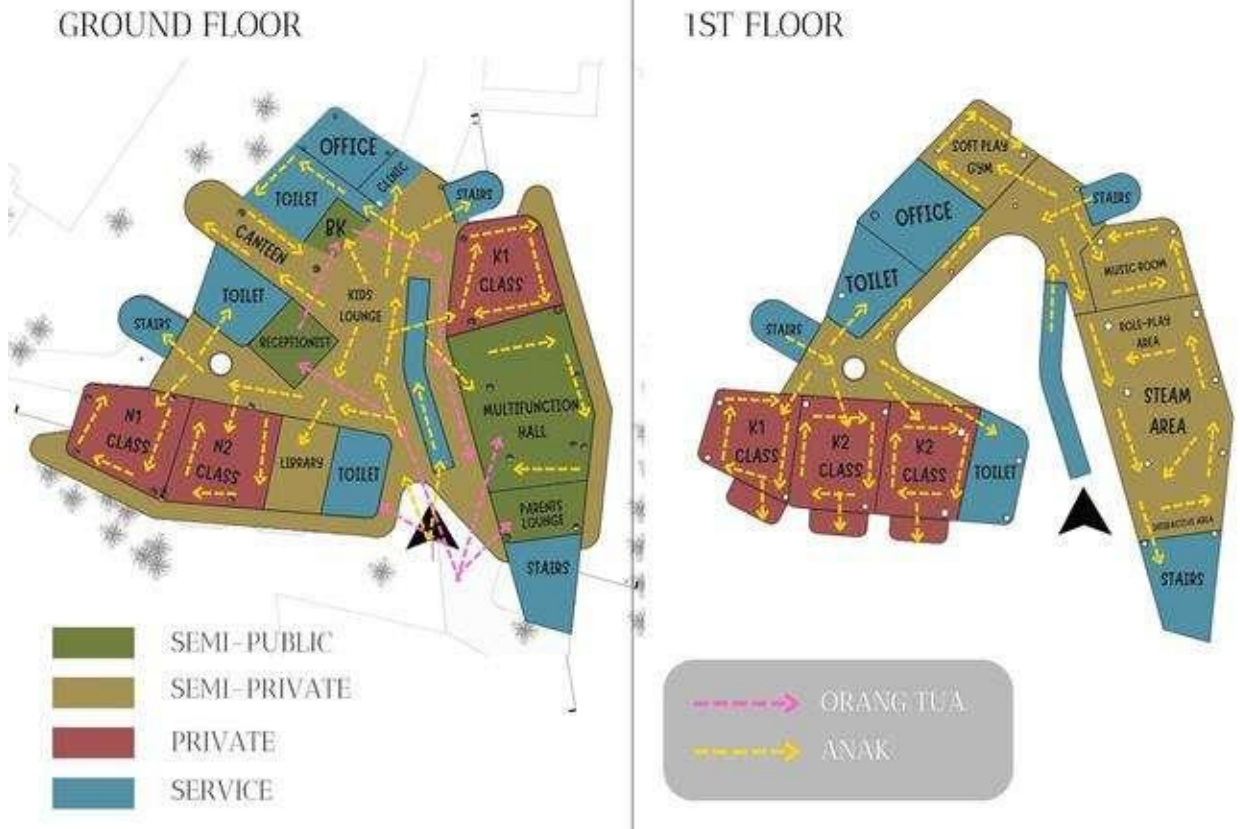 GROUND FLOOR
OFFICE
CLINIC
TOILET
STAIRS
BK
CANTEEN
K1
CLASS
TOILET
KIDS
LOUNGE
STAIRS
RECEPTIONIST
MULTIFUNCTION
HALL
N1
CLASS
N2
CLASS
LIBRARY
TOILET
PARENTS
LOUNGE
STAIRS
SEMI-PUBLIC
SEMI-PRIVATE
PRIVATE
SERVICE
1ST FLOOR
SOFT PLAY
GYM
STAIRS
OFFICE
MUSIC ROOM
TOILET
STAIRS
ROLE-PLAY
AREA
STEAM
AREA
K1
CLASS
K2
CLASS
K2
CLASS
TOILET
AREA
STAIRS
ORANG TUA
ANAK